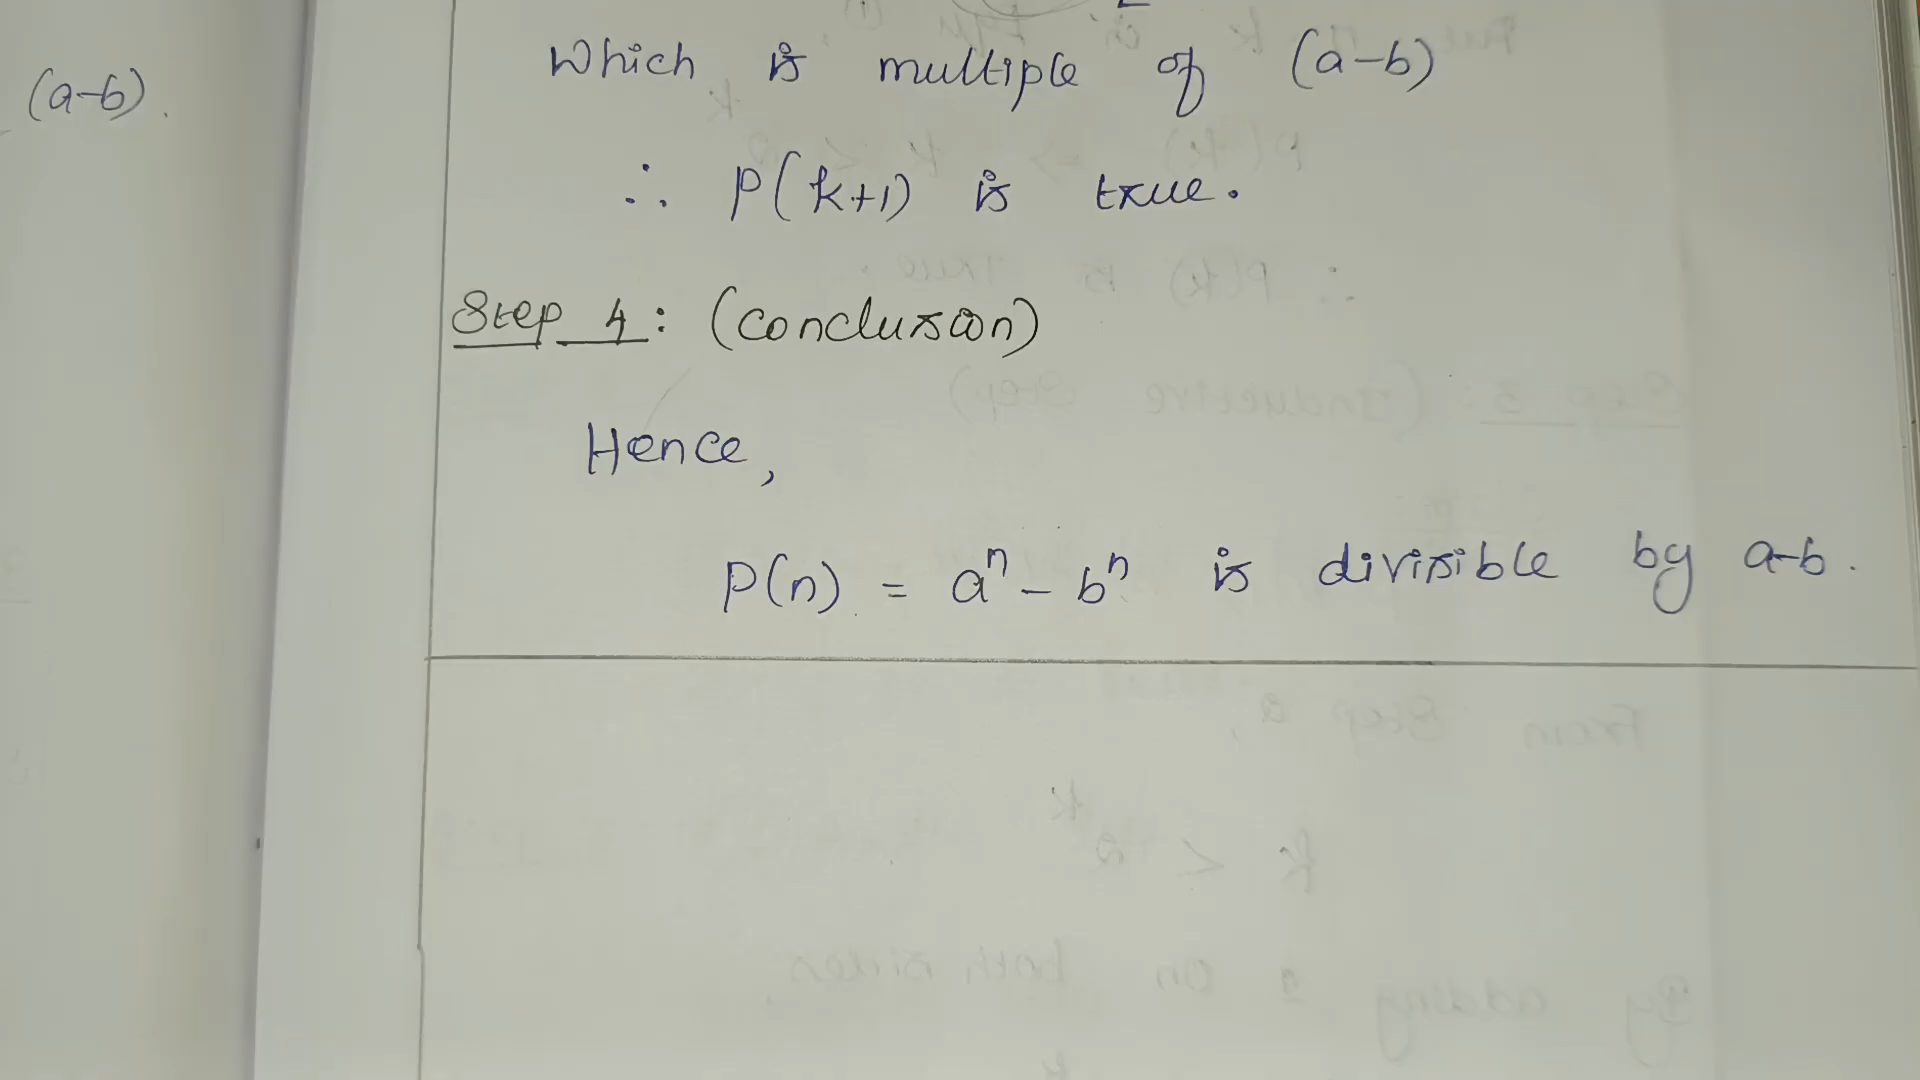 (a-b).
Which is multiple of (a-b)
∴ P(k+1) is true.
Step 4: (conclusion)
Hence,
P(n) = aⁿ - bⁿ is divisible by a-b.